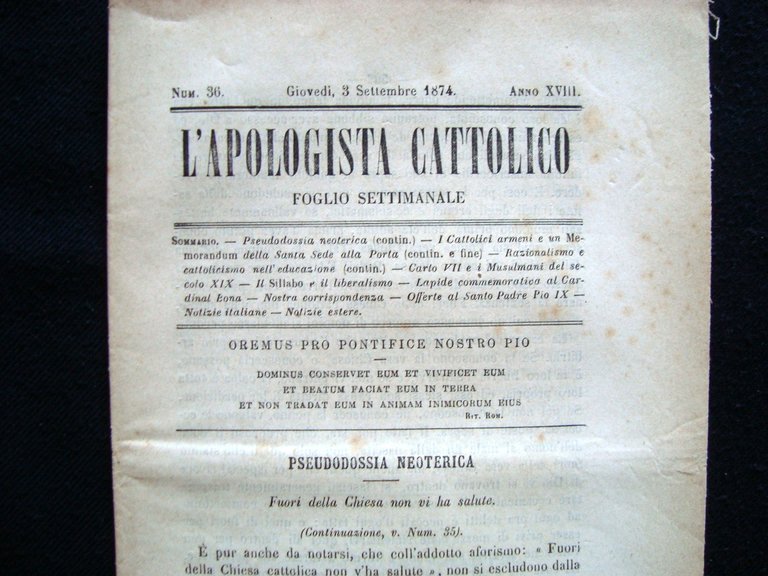 Num. 36. Giovedì, 3 Settembre 1874. Anno XVIII.
L'APOLOGISTA CATTOLICO
FOGLIO SETTIMANALE
Sommario. — Pseudodossia neoterica (contin.) — I Cattolici armeni e un Me-
morandum della Santa Sede alla Porta (contin. e fine) — Razionalismo e
cattolicismo nell'educazione (contin.) — Carlo VII e i Musulmani del se-
colo XIX — Il Sillabo e il liberalismo — Lapide commemorativa al Car-
dinal Bona — Nostra corrispondenza — Offerte al Santo Padre Pio IX —
Notizie italiane — Notizie estere.
OREMUS PRO PONTIFICE NOSTRO PIO
DOMINUS CONSERVET EUM ET VIVIFICET EUM
ET BEATUM FACIAT EUM IN TERRA
ET NON TRADAT EUM IN ANIMAM INIMICORUM EIUS
Rit. Rom.
PSEUDODOSSIA NEOTERICA
Fuori della Chiesa non vi ha salute.
(Continuazione, v. Num. 35).
È pur anche da notarsi, che coll'addotto aforismo: « Fuori
della Chiesa cattolica non v'ha salute », non si escludono dalla